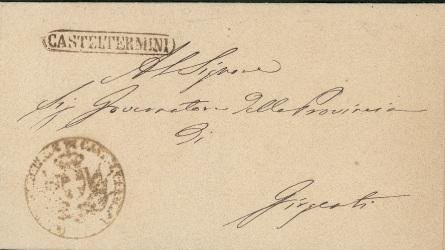 CASTELTERMINI
Al Signore
Sig Governatore Della Provincia
Di
Girgenti